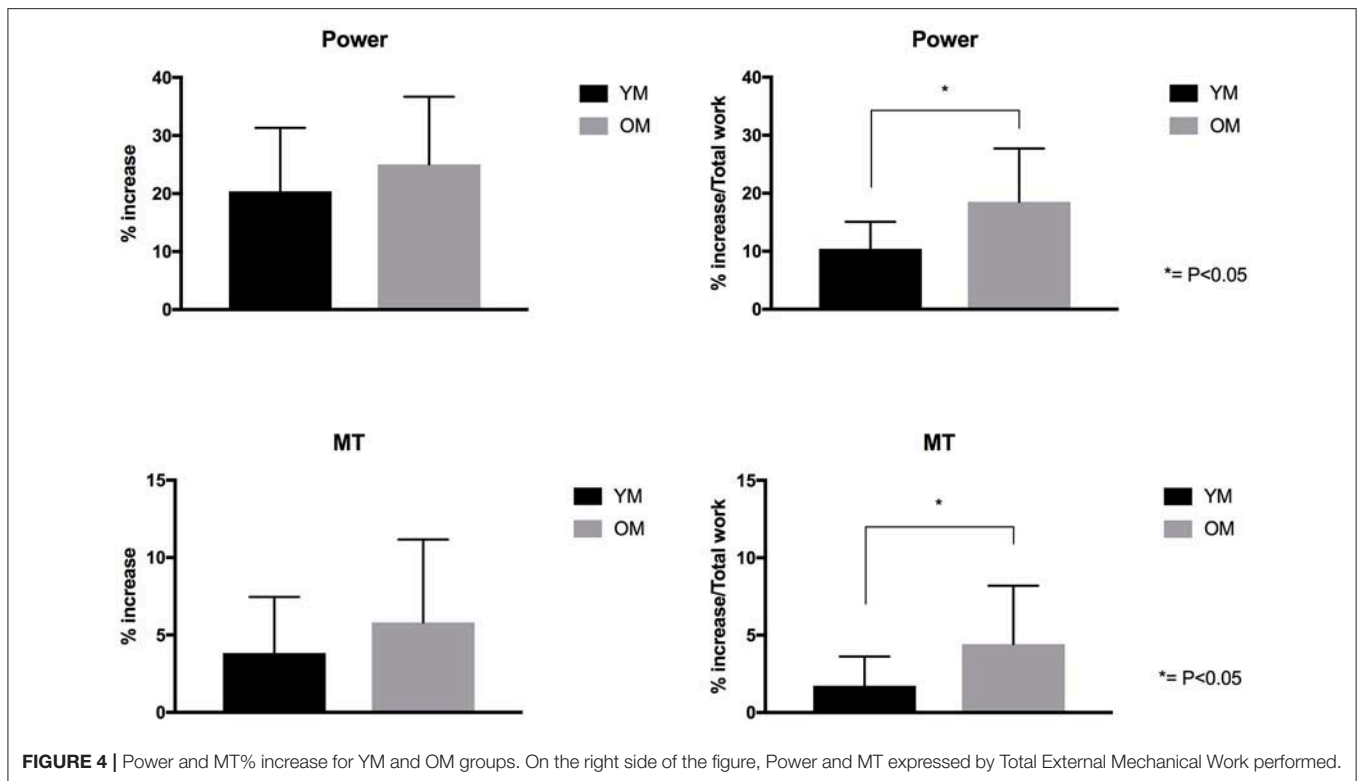 Power
% increase
40
30
20
10
0
YM
OM
Power
% increase/Total work
40
30
20
10
0
*
YM
OM
*= P<0.05
MT
% increase
15
10
5
0
YM
OM
MT
% increase/Total work
15
10
5
0
*
YM
OM
*= P<0.05
FIGURE 4 | Power and MT% increase for YM and OM groups. On the right side of the figure, Power and MT expressed by Total External Mechanical Work performed.